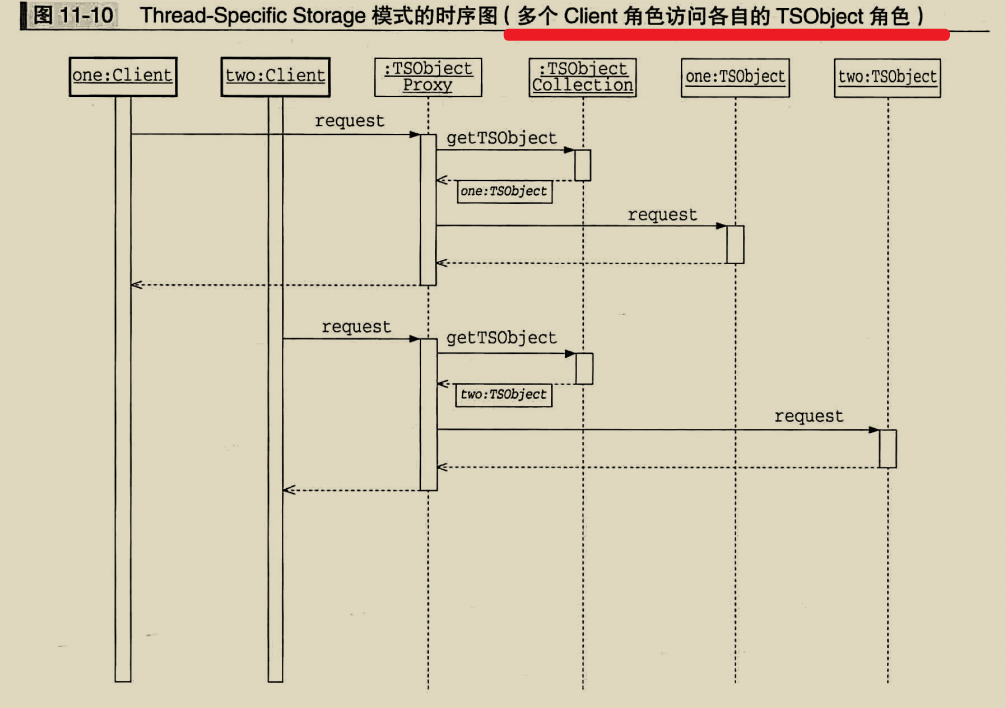 图 11-10 Thread-Specific Storage 模式的时序图（多个 Client 角色访问各自的 TSObject 角色）
one:Client
two:Client
:TSObject
Proxy
:TSObject
Collection
one:TSObject
two:TSObject
request
getTSObject
one:TSObject
request
request
getTSObject
two:TSObject
request